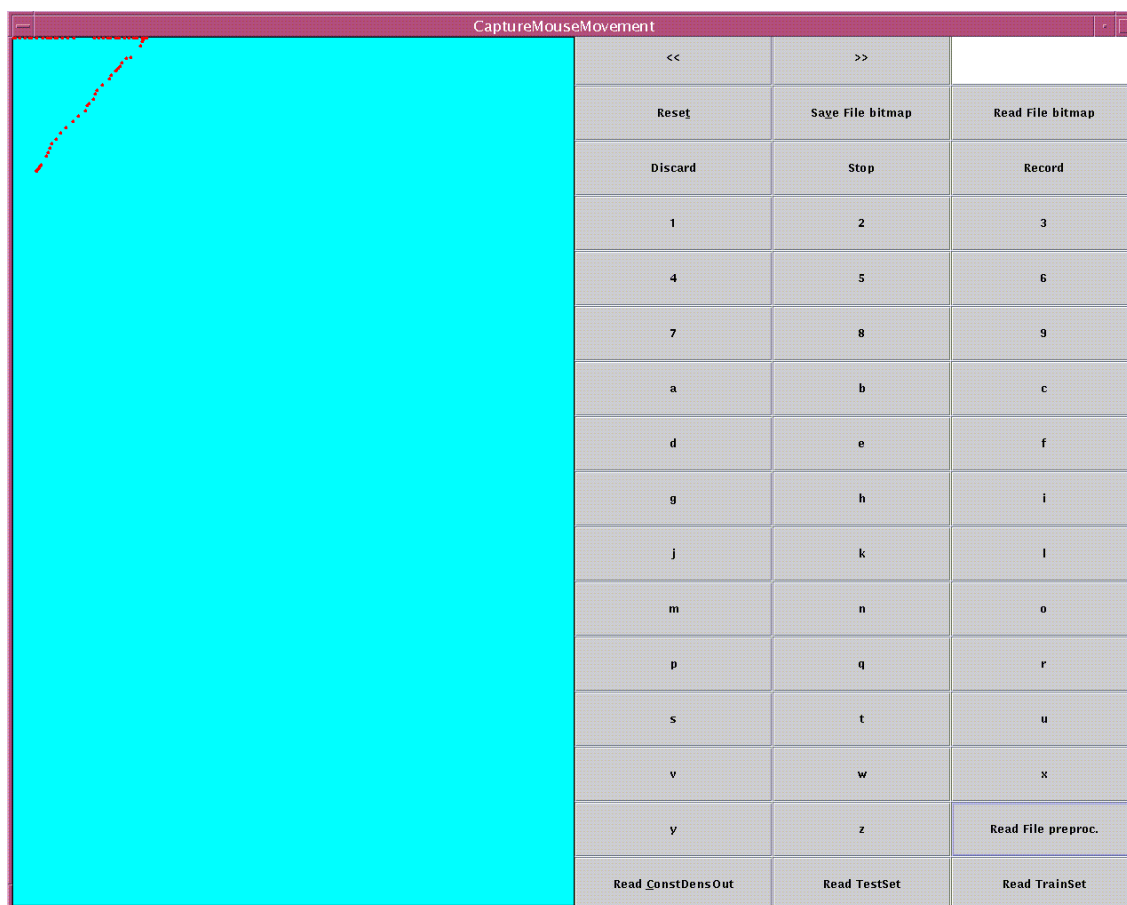 CaptureMouseMovement
<< >>
Reset Save File bitmap Read File bitmap
Discard Stop Record
1 2 3
4 5 6
7 8 9
a b c
d e f
g h i
j k l
m n o
p q r
s t u
v w x
y z Read File preproc.
Read ConstDensOut Read TestSet Read TrainSet